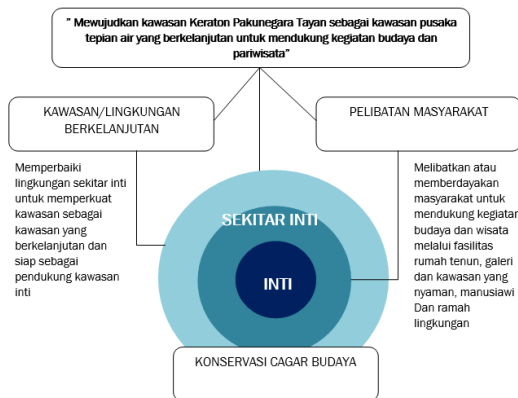 ” Mewujudkan kawasan Keraton Pakunegara Tayan sebagai kawasan pusaka
tepian air yang berkelanjutan untuk mendukung kegiatan budaya dan
pariwisata”
KAWASAN/LINGKUNGAN
BERKELANJUTAN
PELIBATAN MASYARAKAT
Memperbaiki
lingkungan sekitar inti
untuk memperkuat
kawasan sebagai
kawasan yang
berkelanjutan dan
siap sebagai
pendukung kawasan
inti
SEKITAR INTI
INTI
Melibatkan atau
memberdayakan
masyarakat untuk
mendukung kegiatan
budaya dan wisata
melalui fasilitas
rumah tenun, galeri
dan kawasan yang
nyaman, manusiawi
Dan ramah
lingkungan
KONSERVASI CAGAR BUDAYA